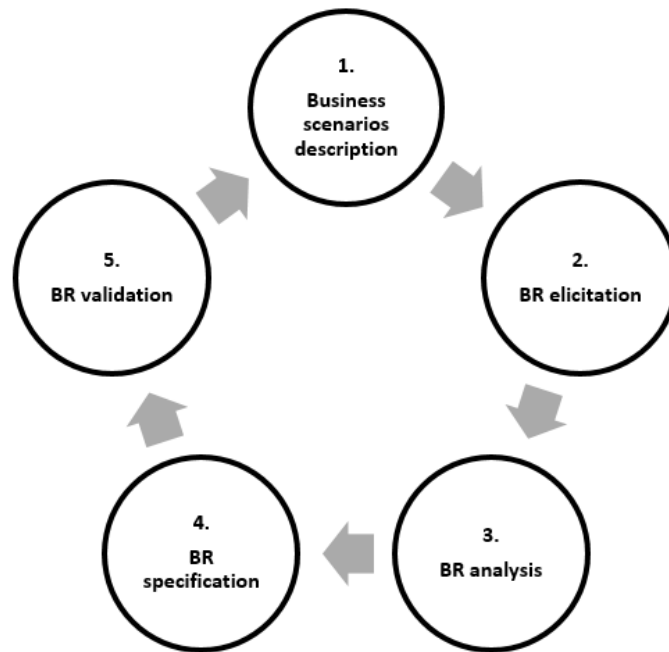 1.
Business
scenarios
description
2.
BR elicitation
3.
BR analysis
4.
BR
specification
5.
BR validation